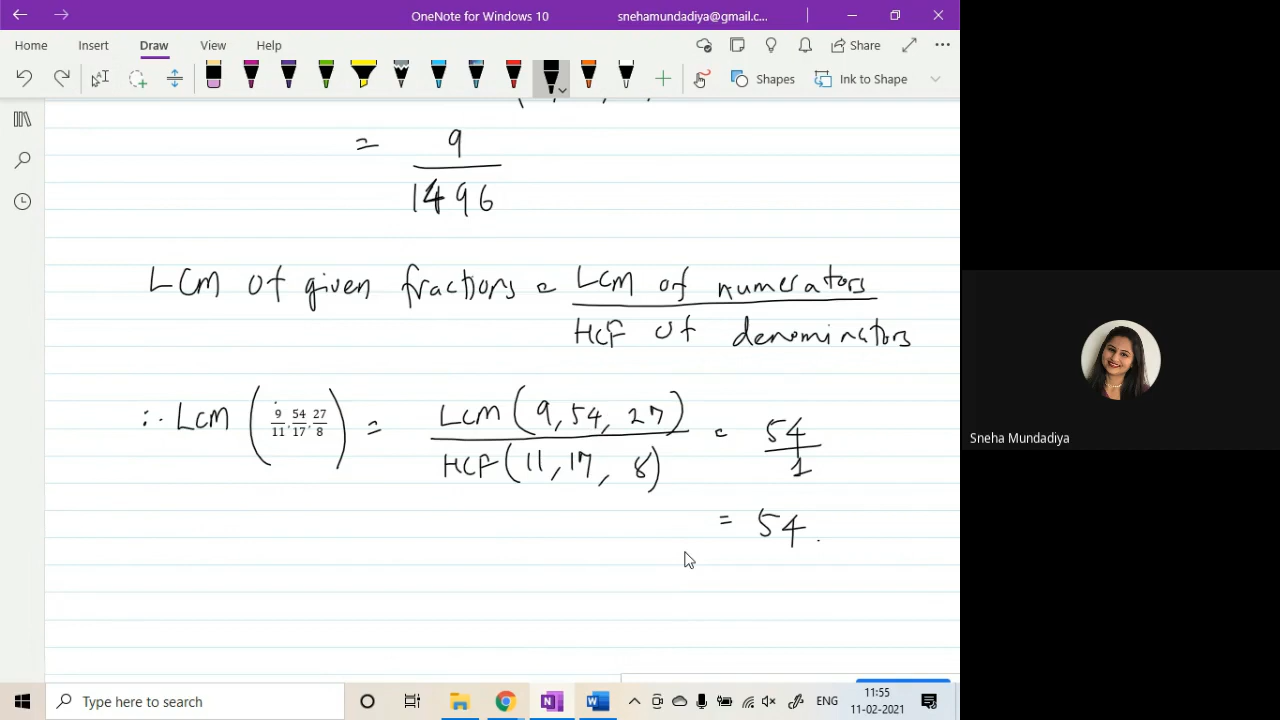 OneNote for Windows 10
snehamundadiya@gmail.c...
Home Insert Draw View Help
Share
Shapes
Ink to Shape
= 9
1496
LCM of given fractions = LCM of numerators
HCF of denominators
∴ LCM (9/11, 54/17, 27/8) = LCM (9, 54, 27) = 54
HCF (11, 17, 8) 1
= 54.
Sneha Mundadiya
Type here to search
ENG
11:55
11-02-2021